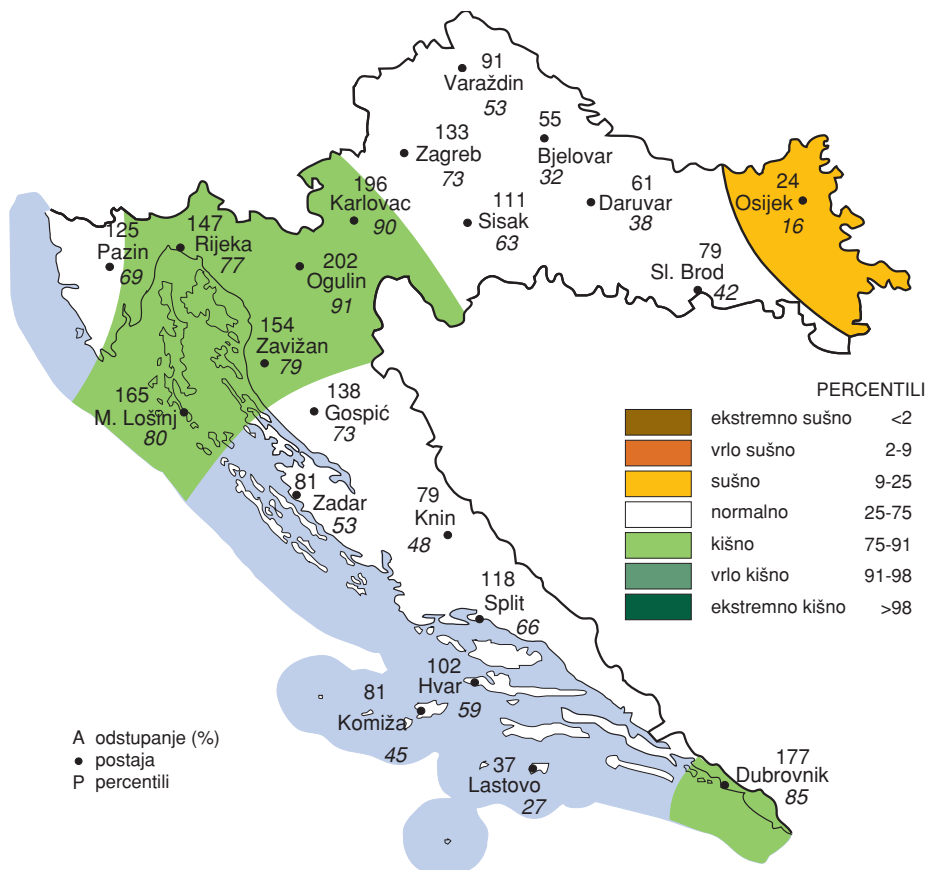 91
Varaždin
53
133
Zagreb
73
55
Bjelovar
32
196
Karlovac
90
111
Sisak
63
61
Daruvar
38
24
Osijek
16
125
Pazin
69
147
Rijeka
77
202
Ogulin
91
79
Sl. Brod
42
154
Zavižan
79
165
M. Lošinj
80
138
Gospić
73
81
Zadar
53
79
Knin
48
118
Split
66
102
Hvar
59
81
Komiža
45
37
Lastovo
27
177
Dubrovnik
85
PERCENTILI
ekstremno sušno <2
vrlo sušno 2-9
sušno 9-25
normalno 25-75
kišno 75-91
vrlo kišno 91-98
ekstremno kišno >98
A odstupanje (%)
● postaja
P percentili